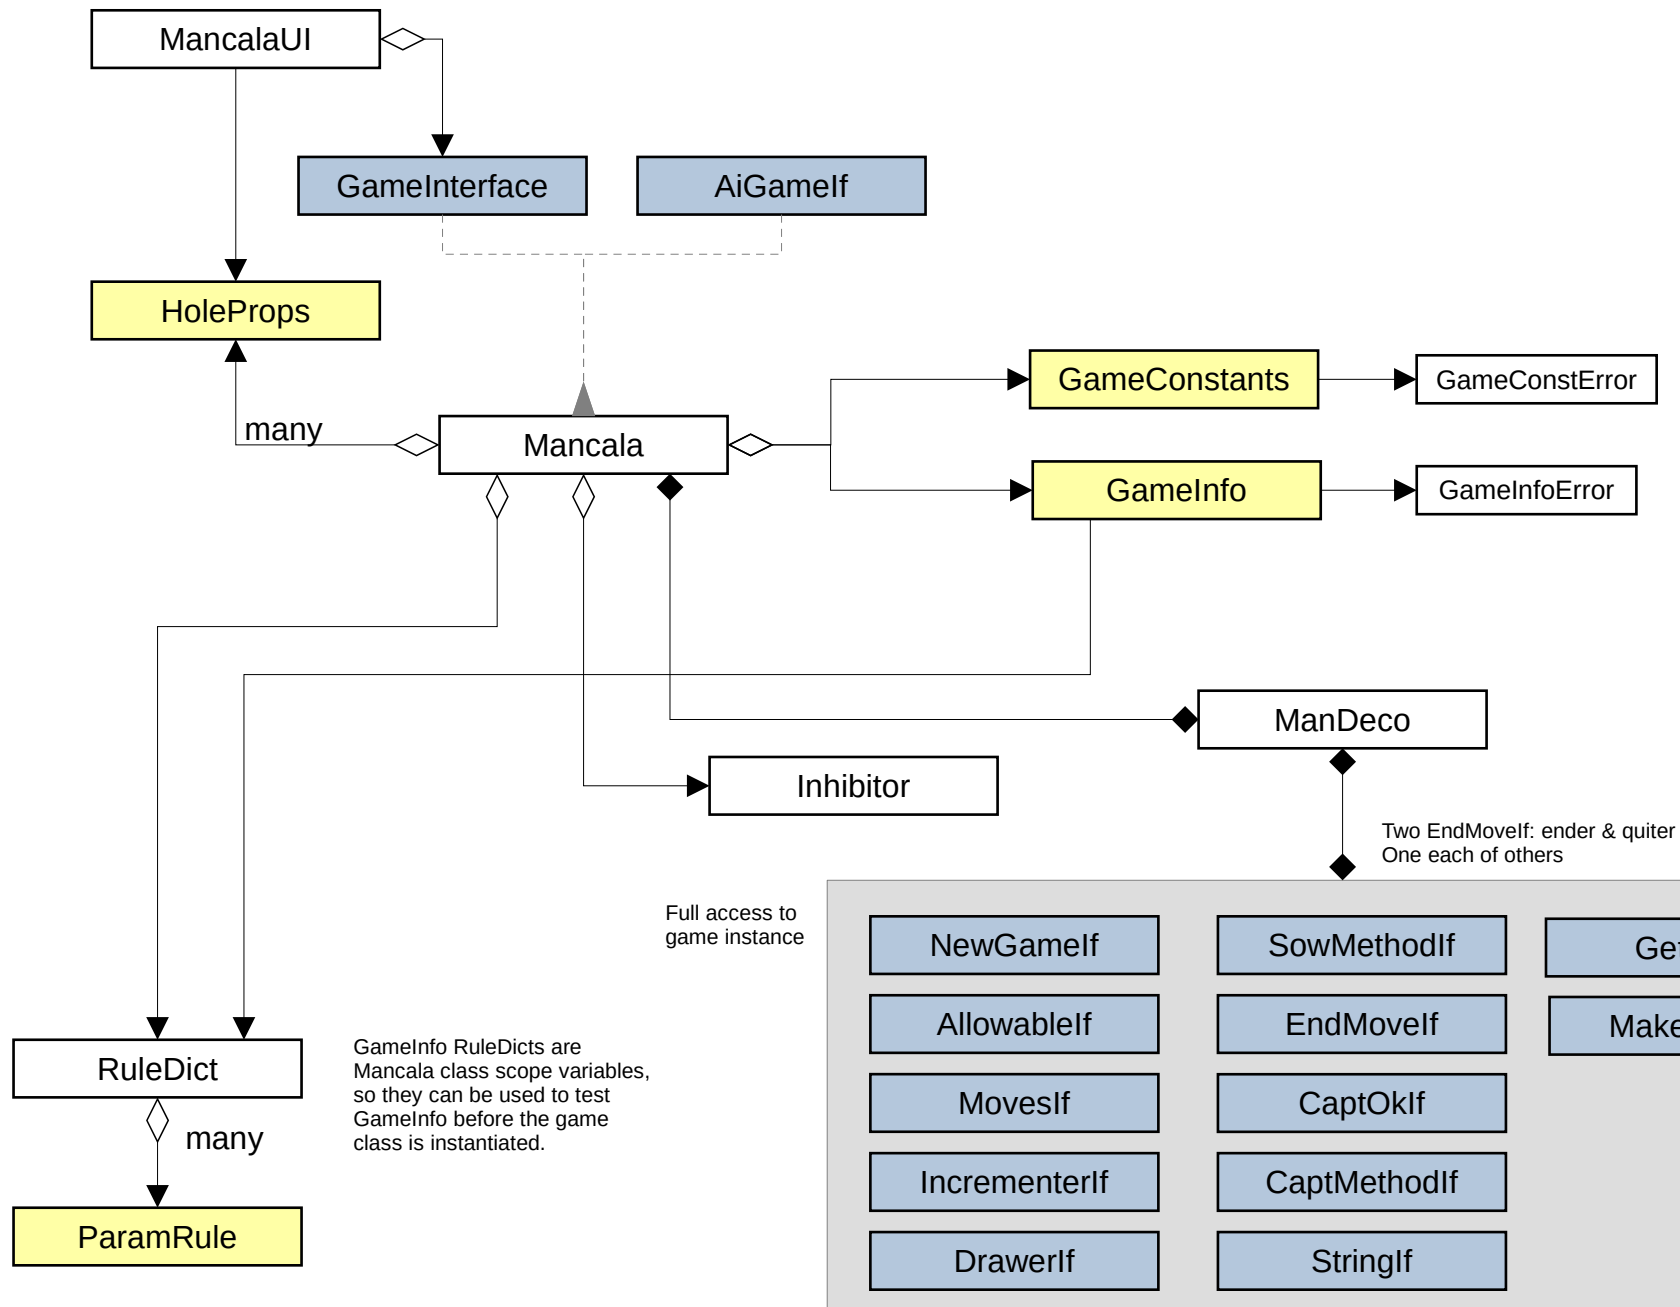 MancalaUI
GameInterface
AiGameIf
HoleProps
many
Mancala
GameConstants
GameConstError
GameInfo
GameInfoError
ManDeco
Inhibitor
Two EndMoveIf: ender & quiter
One each of others
Full access to
game instance
NewGameIf
SowMethodIf
Get
AllowableIf
EndMoveIf
Make
MovesIf
CaptOkIf
IncrementerIf
CaptMethodIf
DrawerIf
StringIf
RuleDict
GameInfo RuleDicts are
Mancala class scope variables,
so they can be used to test
GameInfo before the game
class is instantiated.
many
ParamRule